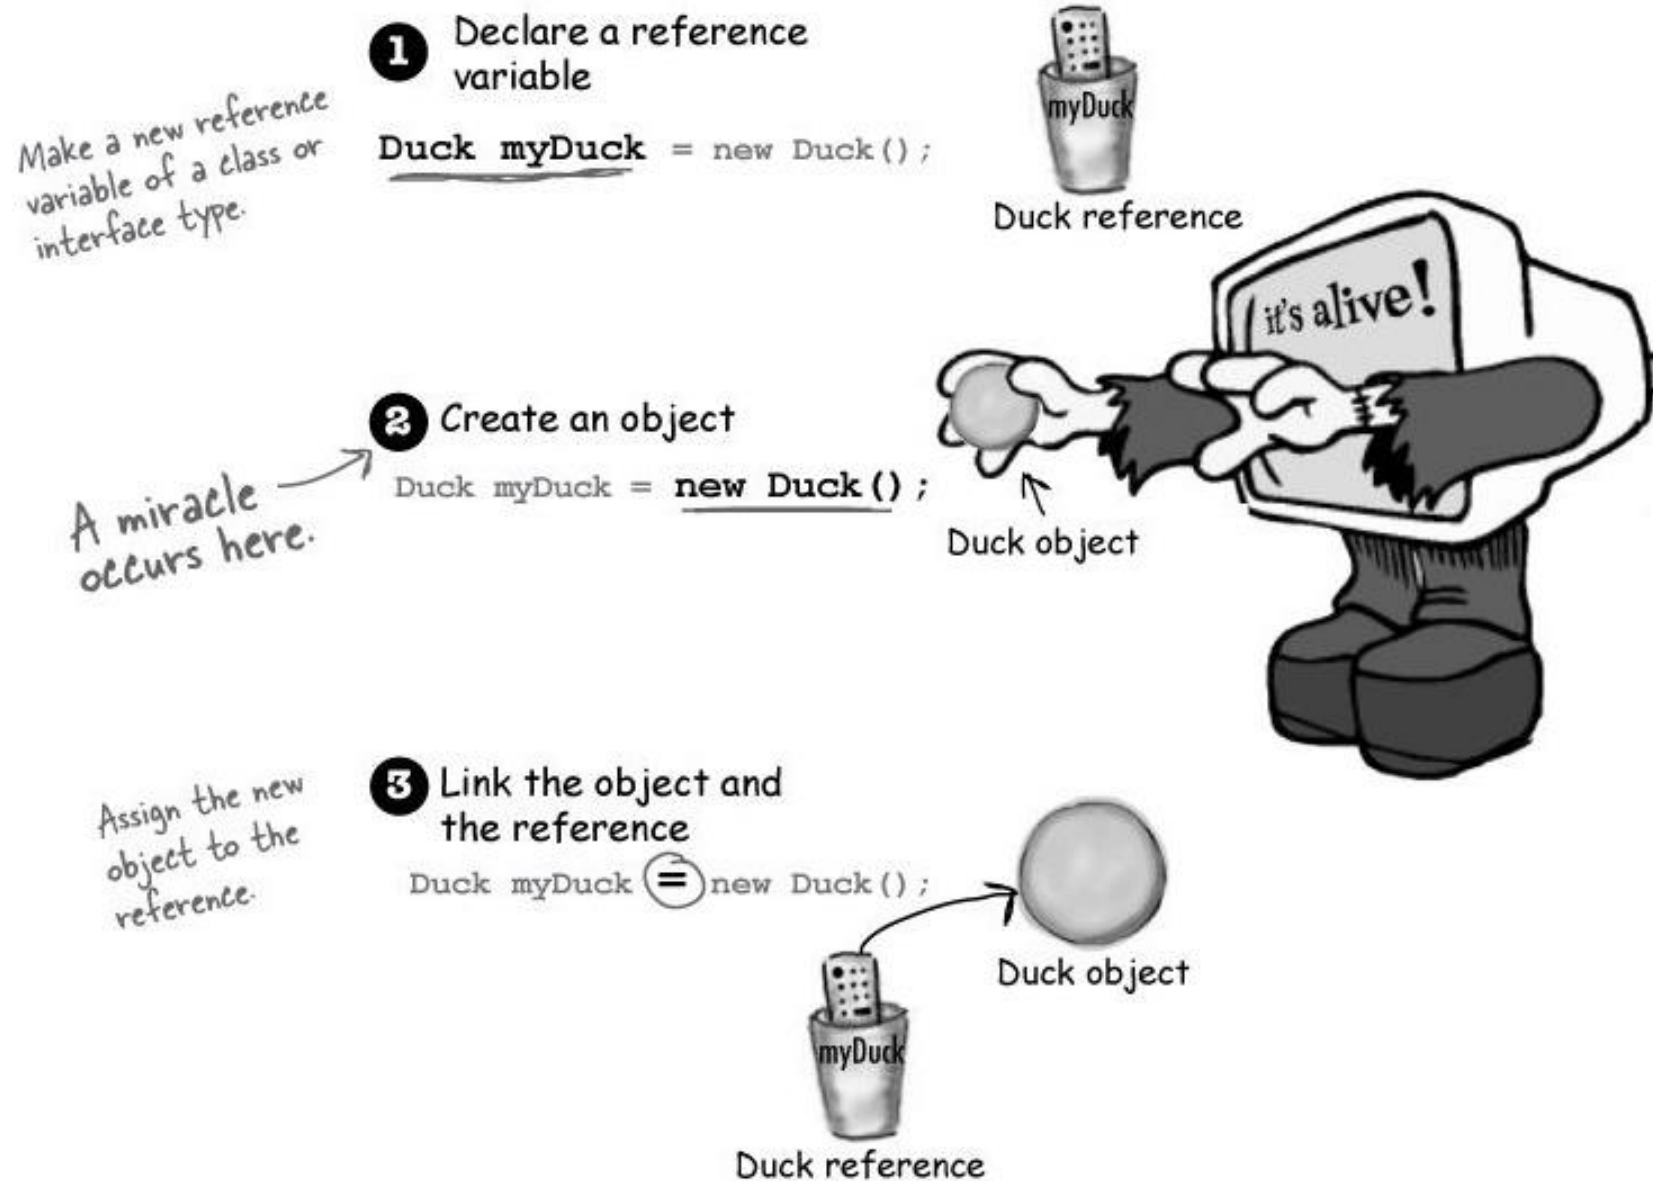 1 Declare a reference
variable
Make a new reference
variable of a class or
interface type.
Duck myDuck = new Duck();
myDuck
Duck reference
it's alive!
2 Create an object
A miracle
occurs here.
Duck myDuck = new Duck();
Duck object
3 Link the object and
the reference
Assign the new
object to the
reference.
Duck myDuck = new Duck();
Duck object
myDuck
Duck reference